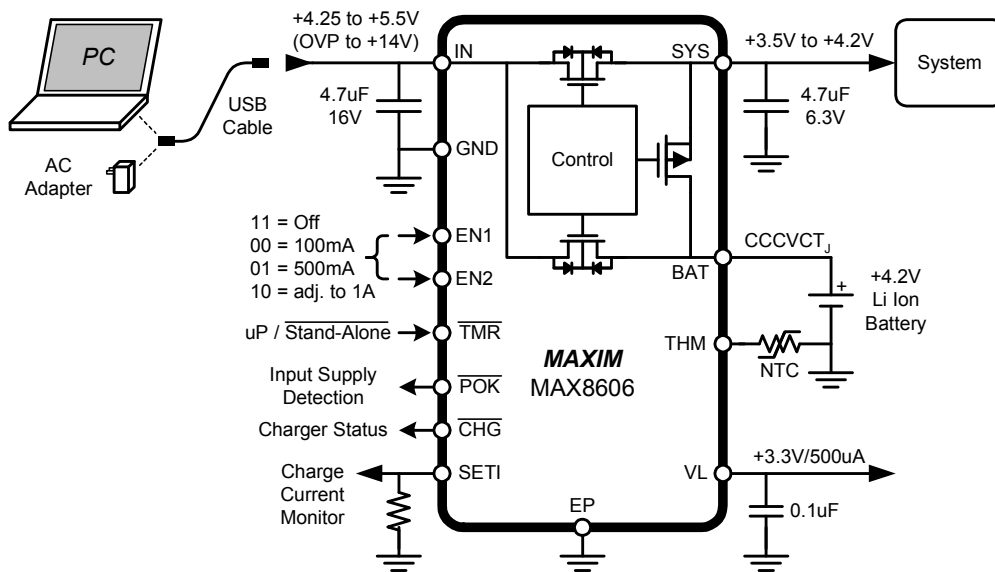 PC
USB
Cable
AC
Adapter
+4.25 to +5.5V
(OVP to +14V)
4.7uF
16V
IN
GND
11 = Off
00 = 100mA
01 = 500mA
10 = adj. to 1A
EN1
EN2
uP / Stand-Alone
TMR
Input Supply
Detection
POK
Charger Status
CHG
Charge
Current
Monitor
SETI
Control
MAXIM
MAX8606
EP
SYS
+3.5V to +4.2V
System
4.7uF
6.3V
BAT
CCCVCTJ
+4.2V
Li Ion
Battery
+
THM
NTC
VL
+3.3V/500uA
0.1uF